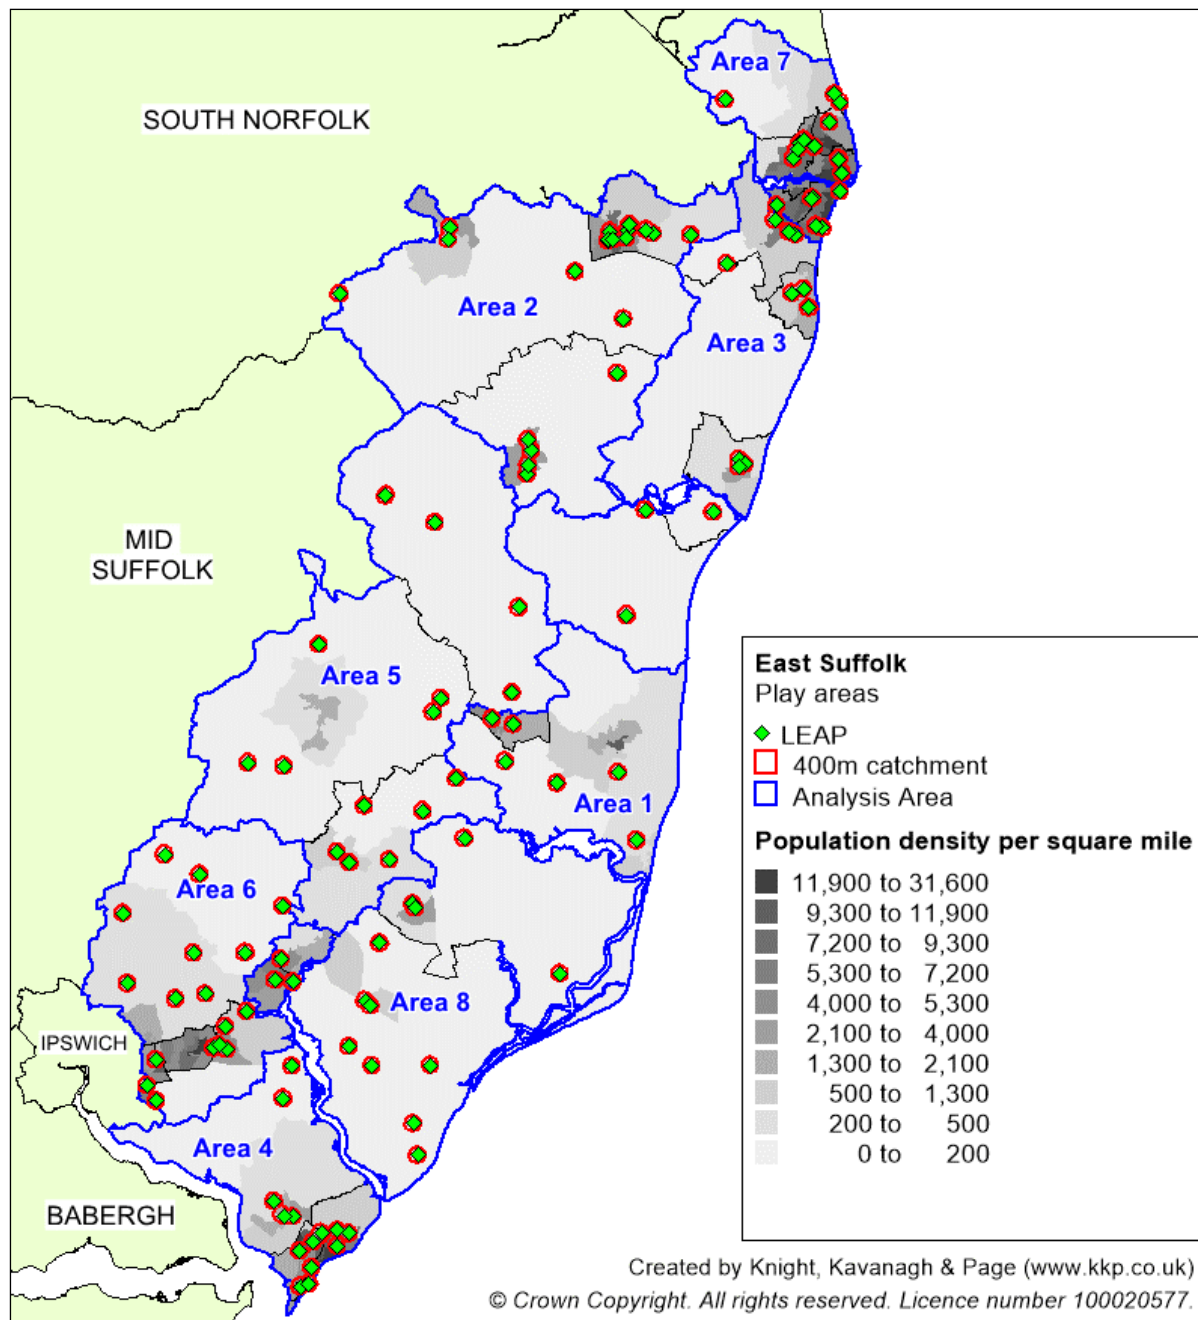 Area 7
SOUTH NORFOLK
Area 2
Area 3
MID
SUFFOLK
Area 5
Area 1
Area 6
Area 8
IPSWICH
Area 4
BABERGH
East Suffolk
Play areas
LEAP
400m catchment
Analysis Area
Population density per square mile
11,900 to 31,600
9,300 to 11,900
7,200 to 9,300
5,300 to 7,200
4,000 to 5,300
2,100 to 4,000
1,300 to 2,100
500 to 1,300
200 to 500
0 to 200
Created by Knight, Kavanagh & Page (www.kkp.co.uk)
© Crown Copyright. All rights reserved. Licence number 100020577.